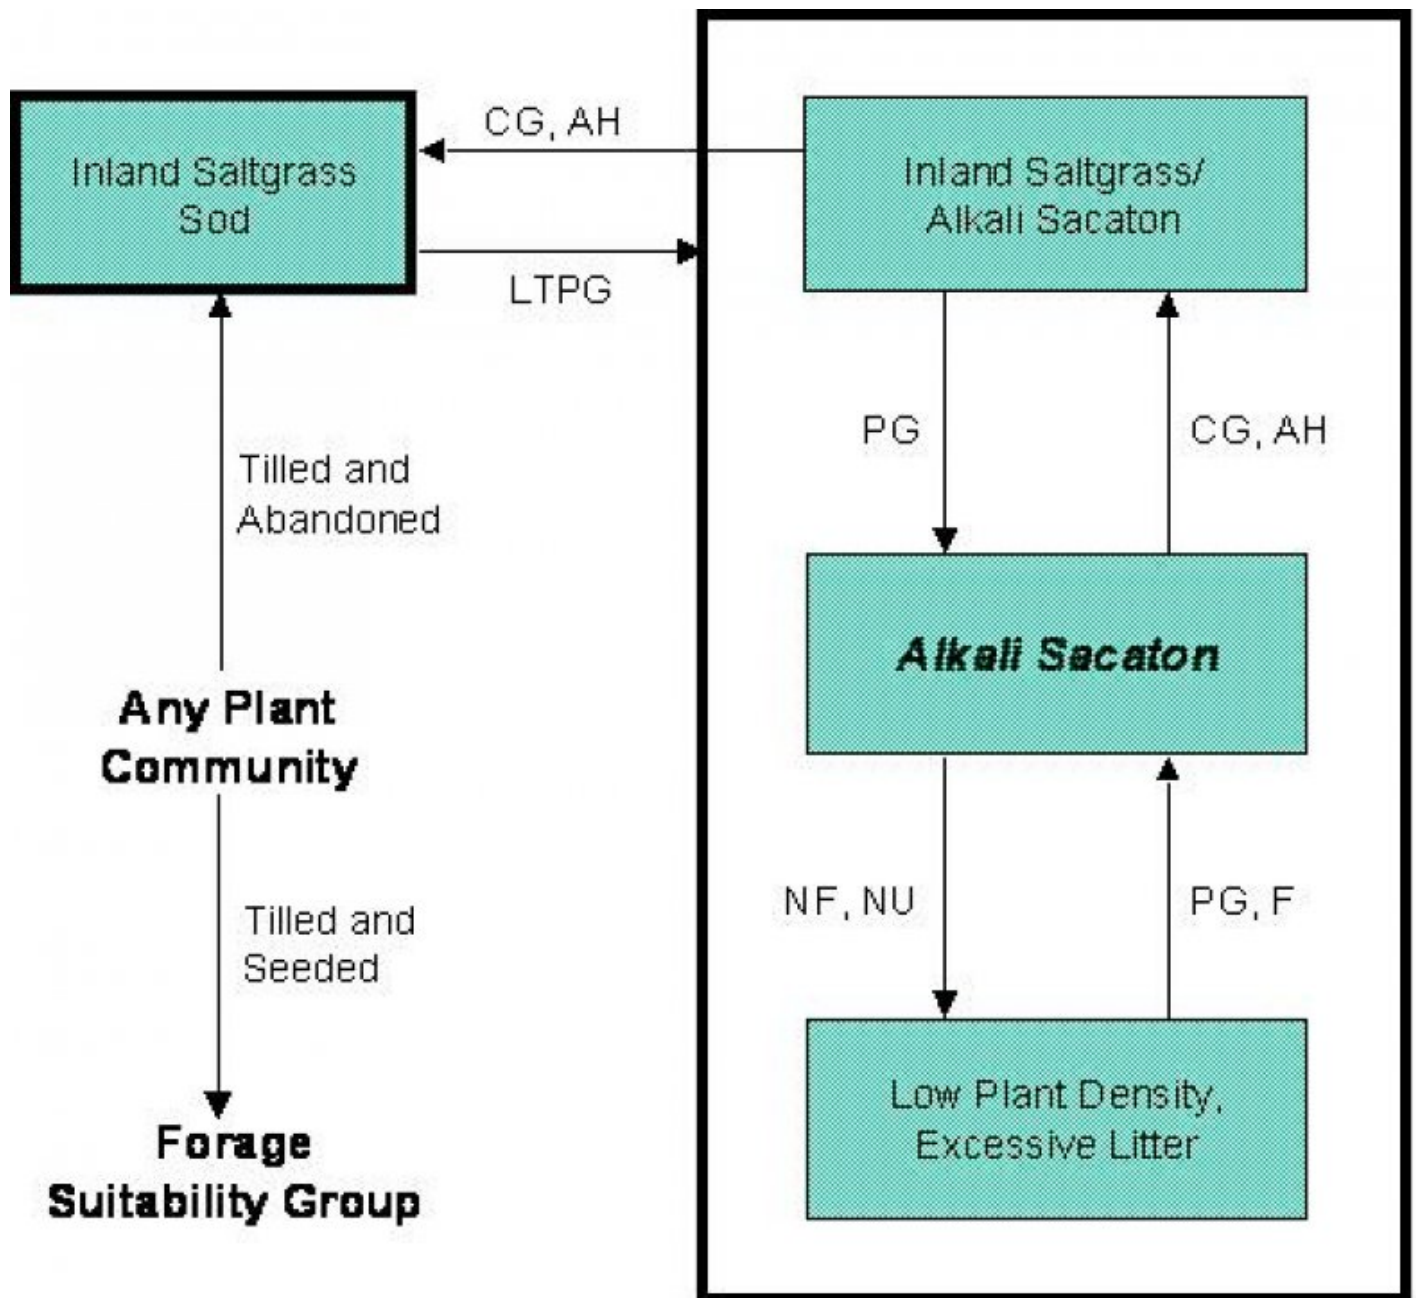 CG, AH
Inland Saltgrass
Sod
Inland Saltgrass/
Alkali Sacaton
LTPG
PG
CG, AH
Tilled and
Abandoned
Alkali Sacaton
Any Plant
Community
NF, NU
PG, F
Tilled and
Seeded
Low Plant Density,
Excessive Litter
Forage
Suitability Group